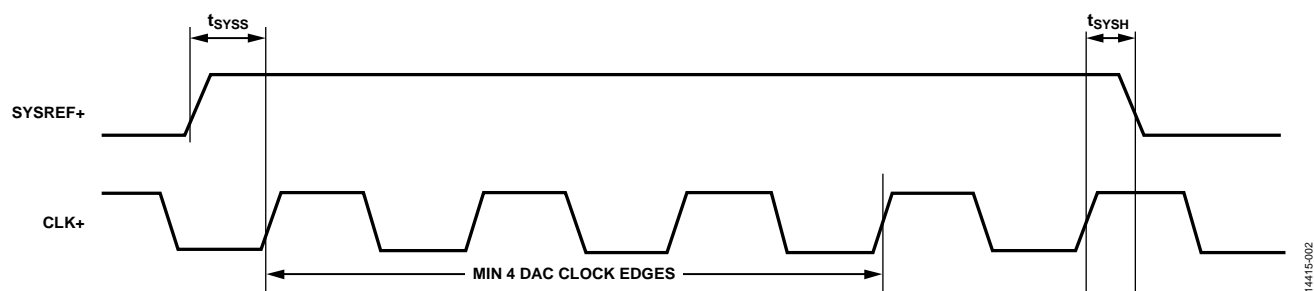 tSYSS
tSYSH
SYSREF+
CLK+
MIN 4 DAC CLOCK EDGES
14415-002